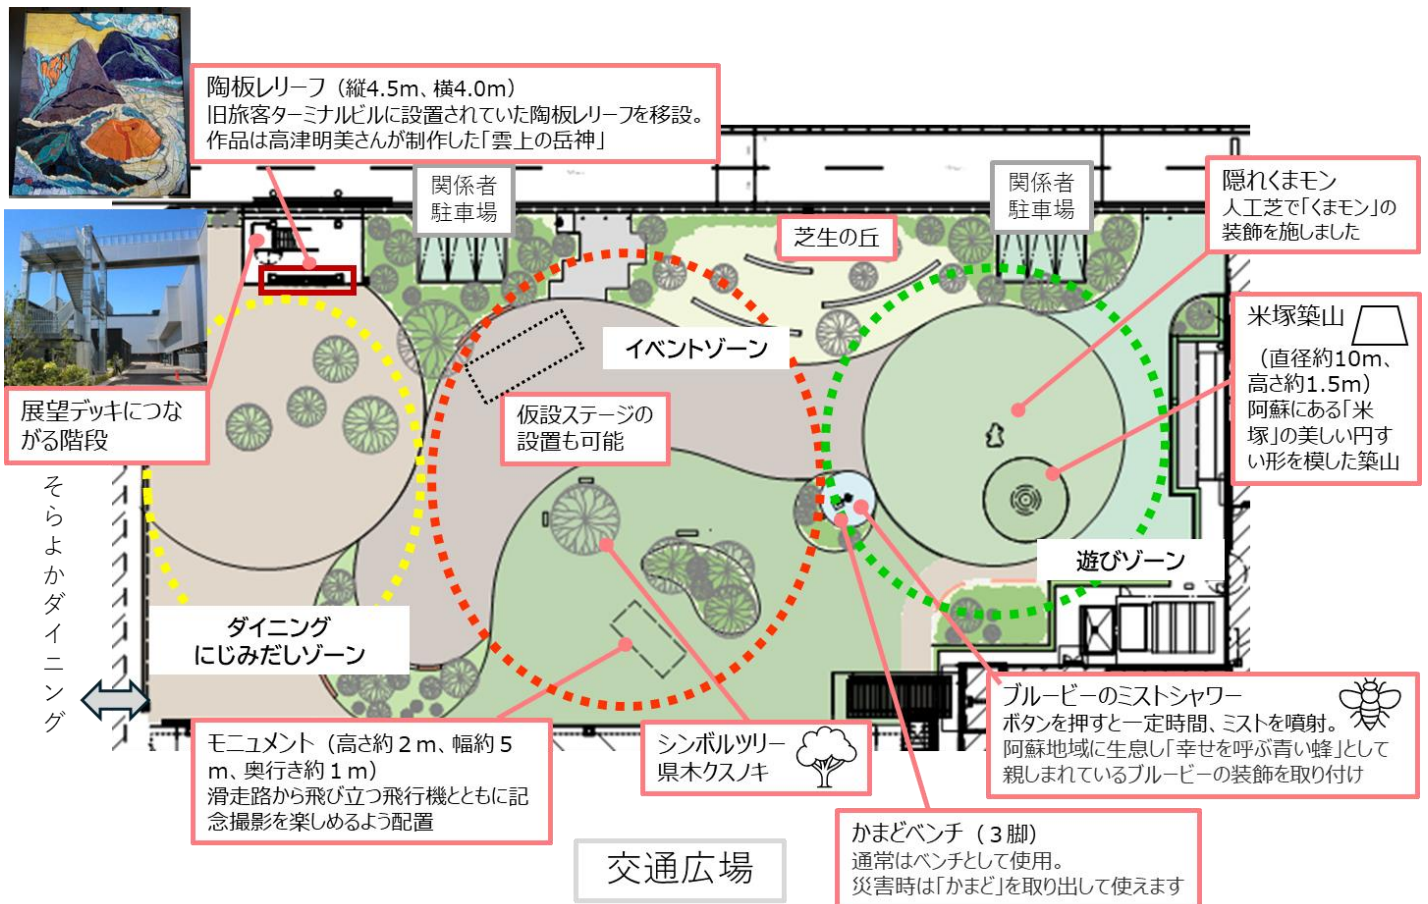 陶板レリーフ（縦4.5m、横4.0m）
旧旅客ターミナルビルに設置されていた陶板レリーフを移設。
作品は高津明美さんが制作した「雲上の岳神」
関係者
駐車場
芝生の丘
関係者
駐車場
隠れくまモン
人工芝で「くまモン」の
装飾を施しました
米塚築山
（直径約10m、
高さ約1.5m）
阿蘇にある「米
塚」の美しい円す
い形を模した築山
イベントゾーン
仮設ステージの
設置も可能
展望デッキにつな
がる階段
そらよかダイニング
ダイニング
にじみだしゾーン
遊びゾーン
モニュメント（高さ約２ｍ、幅約５
ｍ、奥行き約１ｍ）
滑走路から飛び立つ飛行機とともに記
念撮影を楽しめるよう配置
シンボルツリー
県木クスノキ
ブルービーのミストシャワー
ボタンを押すと一定時間、ミストを噴射。
阿蘇地域に生息し「幸せを呼ぶ青い蜂」として
親しまれているブルービーの装飾を取り付け
かまどベンチ（３脚）
通常はベンチとして使用。
災害時は「かまど」を取り出して使えます
交通広場